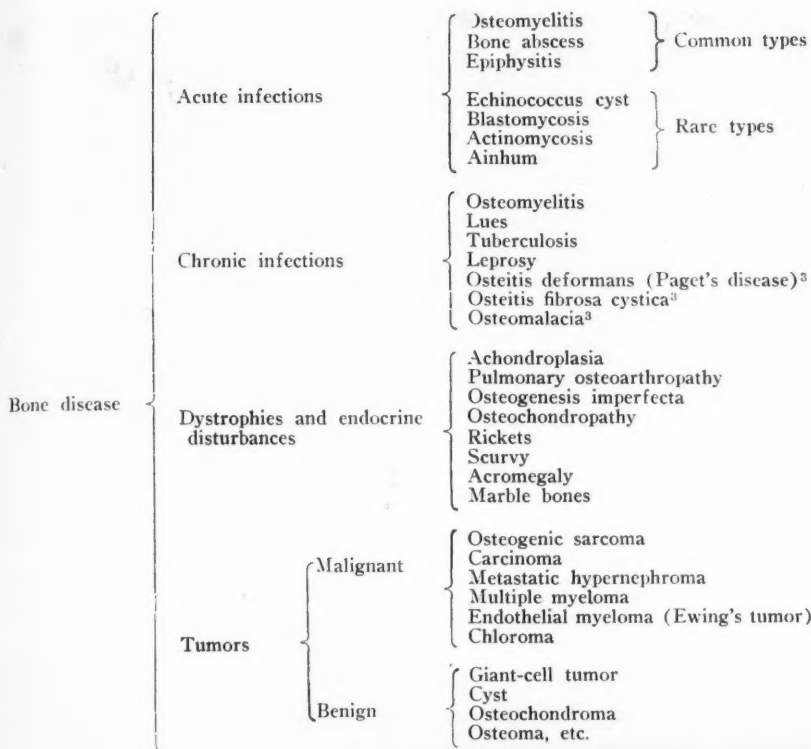 Bone disease
Acute infections
Osteomyelitis
Bone abscess
Epiphysitis
Common types
Echinococcus cyst
Blastomycosis
Actinomycosis
Ainhum
Rare types
Chronic infections
Osteomyelitis
Lues
Tuberculosis
Leprosy
Osteitis deformans (Paget's disease)³
Osteitis fibrosa cystica³
Osteomalacia³
Dystrophies and endocrine
disturbances
Achondroplasia
Pulmonary osteoarthropathy
Osteogenesis imperfecta
Osteochondropathy
Rickets
Scurvy
Acromegaly
Marble bones
Tumors
Malignant
Osteogenic sarcoma
Carcinoma
Metastatic hypernephroma
Multiple myeloma
Endothelial myeloma (Ewing's tumor)
Chloroma
Benign
Giant-cell tumor
Cyst
Osteochondroma
Osteoma, etc.